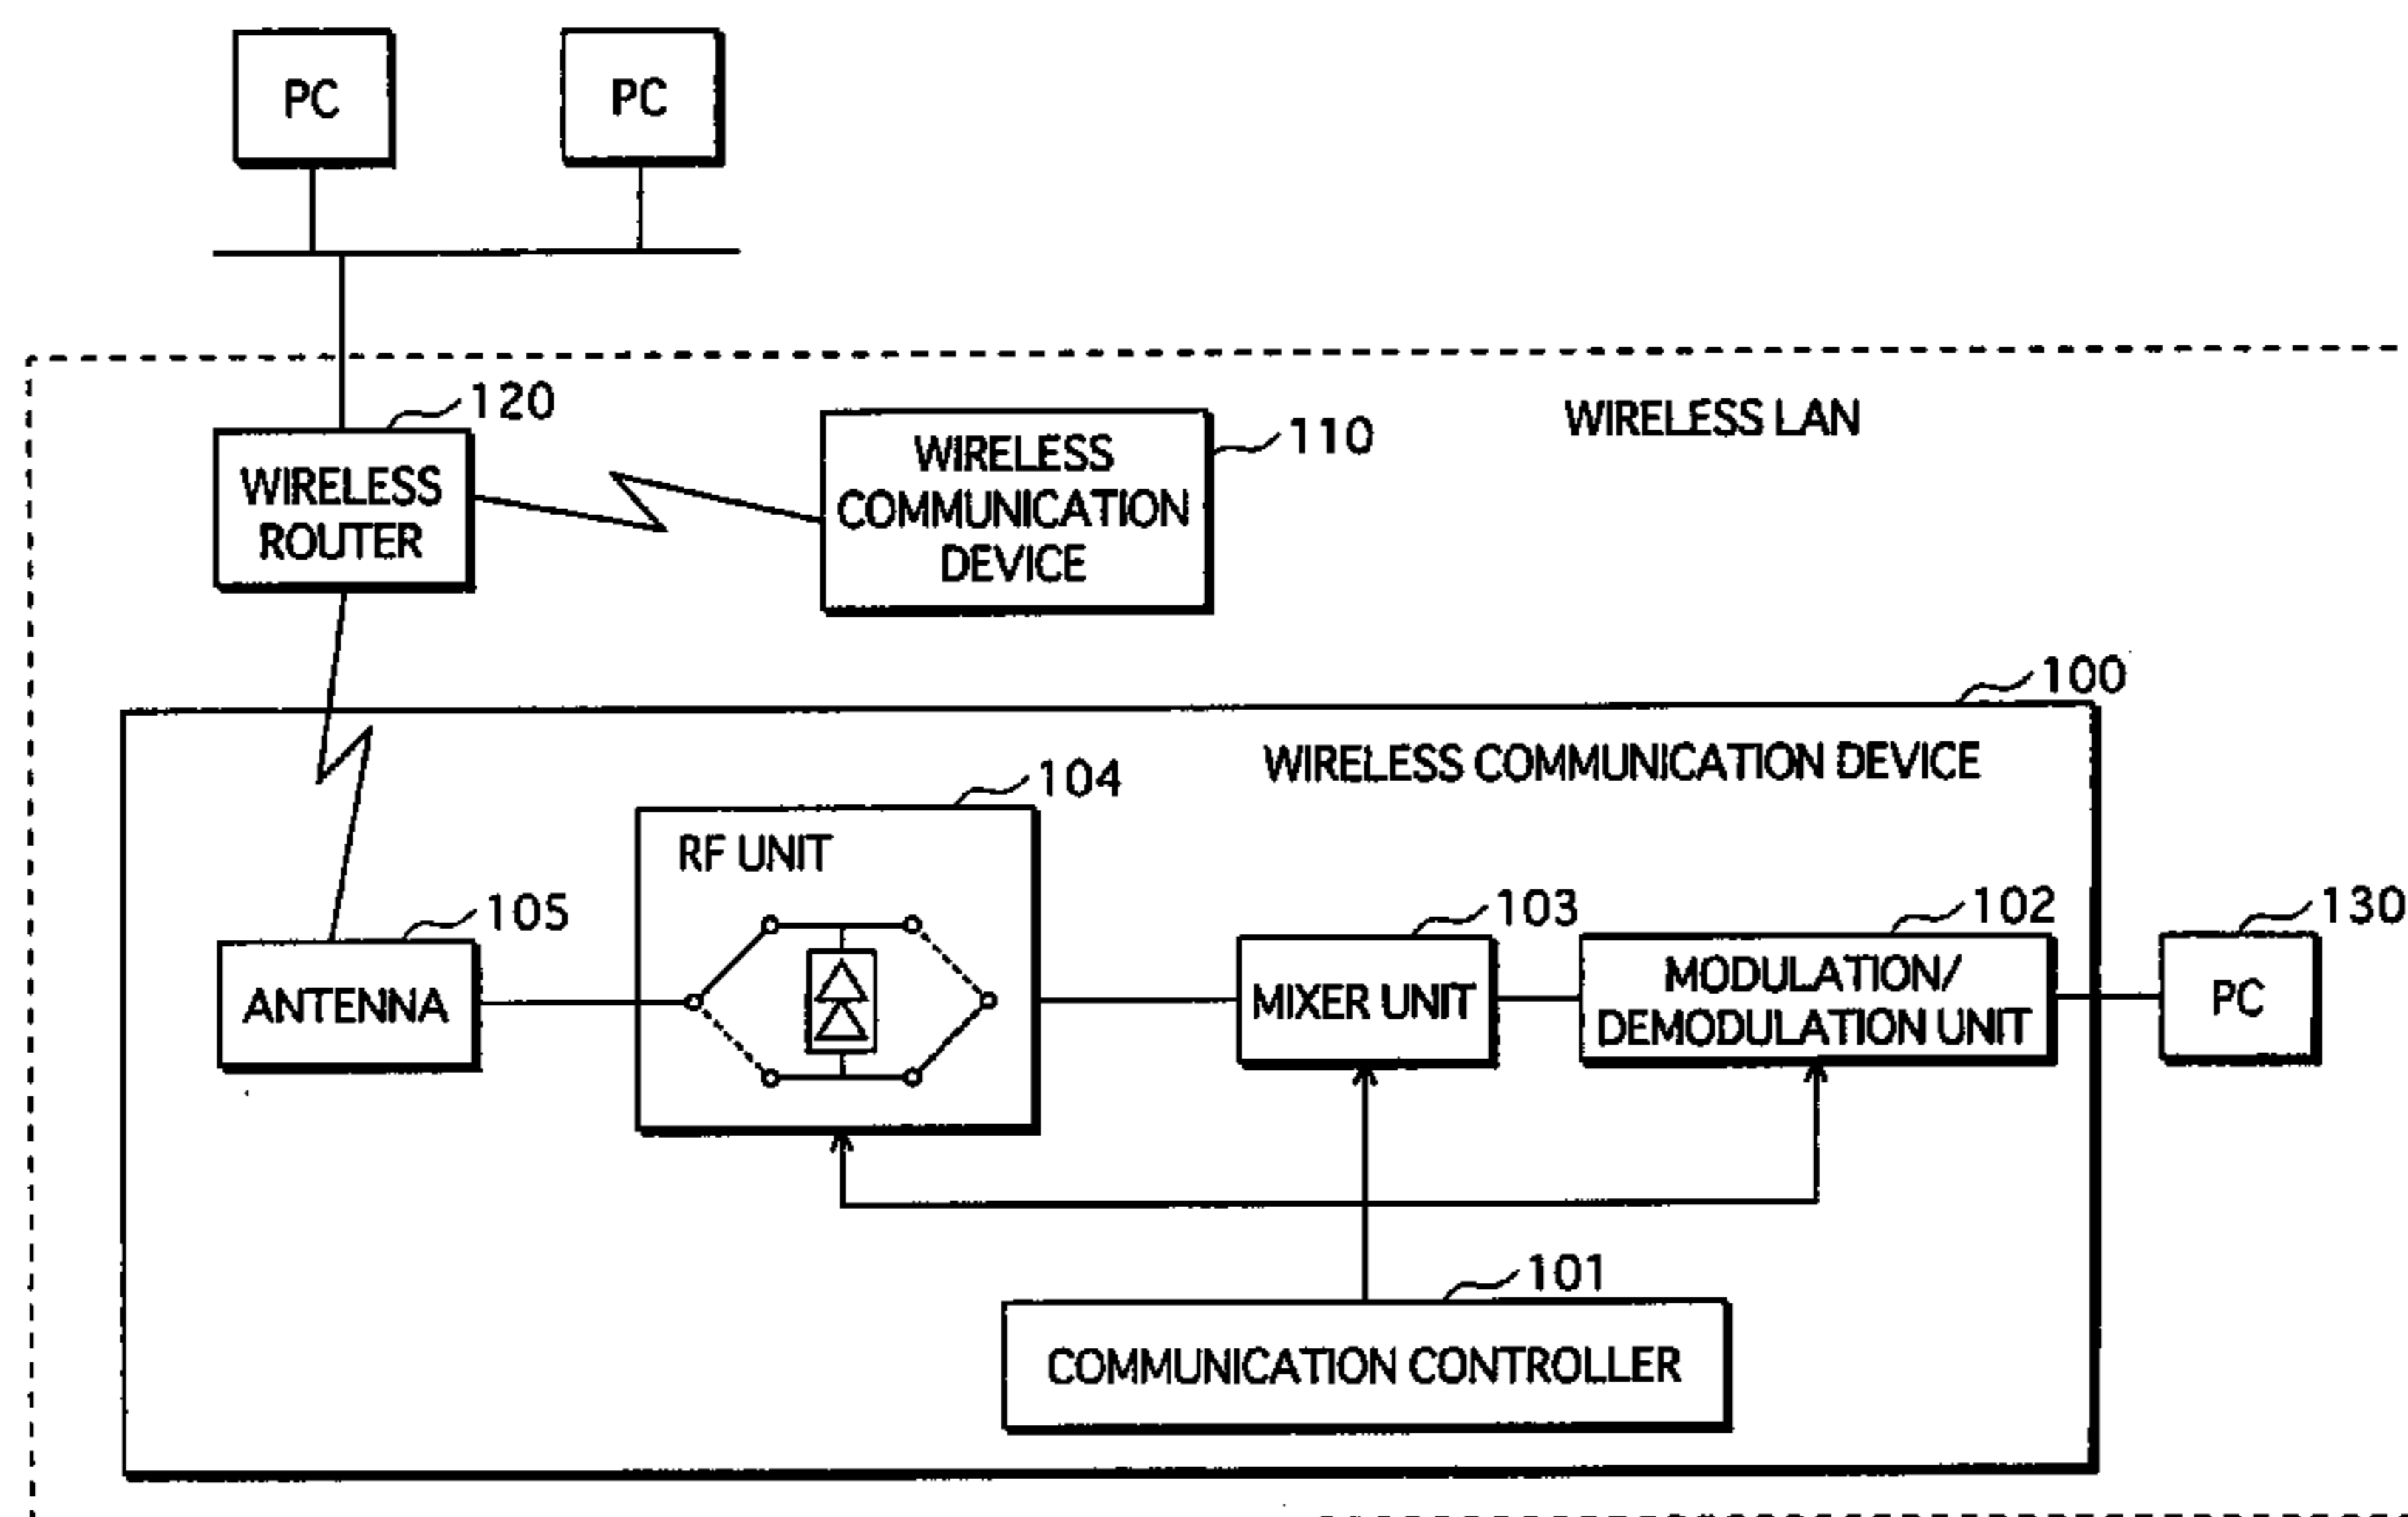 PC
PC
120
WIRELESS
ROUTER
WIRELESS
COMMUNICATION
DEVICE
110
WIRELESS LAN
100
WIRELESS COMMUNICATION DEVICE
104
RF UNIT
105
ANTENNA
103
MIXER UNIT
102
MODULATION/
DEMODULATION UNIT
130
PC
101
COMMUNICATION CONTROLLER